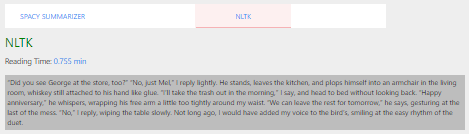 SPACY SUMMARIZER
NLTK
NLTK
Reading Time: 0.755 min
"Did you see George at the store, too?" "No, just Mel," I reply lightly. He stands, leaves the kitchen, and plops himself into an armchair in the living
room, whiskey still attached to his hand like glue. "I'll take the trash out in the morning," I say, and head to bed without looking back. "Happy
anniversary," he whispers, wrapping his free arm a little too tightly around my waist. "We can leave the rest for tomorrow," he says, gesturing at the
last of the mess. "No," I reply, wiping the table slowly. Not long ago, I would have added my voice to the bird's, smiling at the easy rhythm of the
duet.